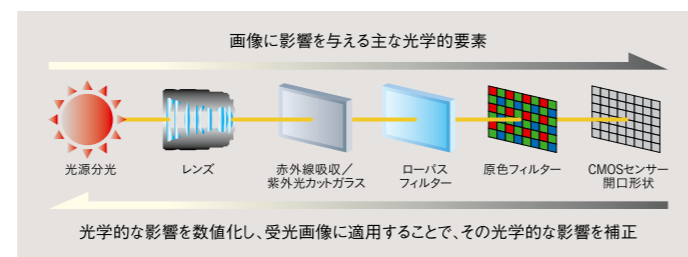 画像に影響を与える主な光学的要素
光源分光
レンズ
赤外線吸収／
紫外光カットガラス
ローパス
フィルター
原色フィルター
CMOSセンサー
開口形状
光学的な影響を数値化し、受光画像に適用することで、その光学的な影響を補正